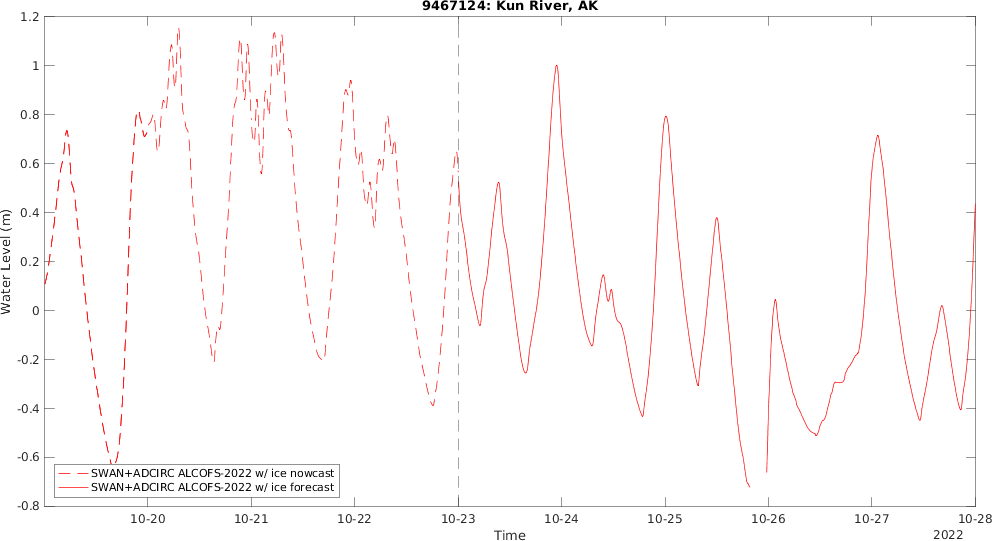 9467124: Kun River, AK
1.2
1
0.8
0.6
0.4
0.2
0
-0.2
-0.4
-0.6
-0.8
Water Level (m)
SWAN+ADCIRC ALCOFS-2022 w/ ice nowcast
SWAN+ADCIRC ALCOFS-2022 w/ ice forecast
10-20 10-21 10-22 10-23 10-24 10-25 10-26 10-27 10-28
Time
2022